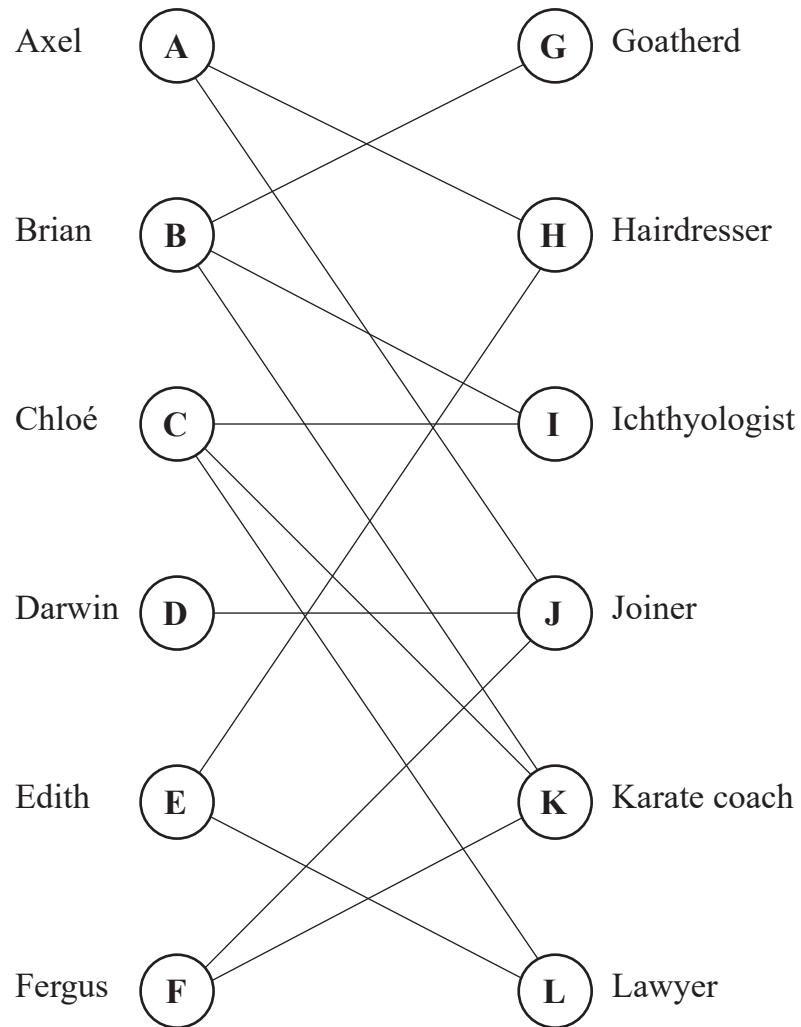 Axel A G Goatherd
Brian B H Hairdresser
Chloé C I Ichthyologist
Darwin D J Joiner
Edith E K Karate coach
Fergus F L Lawyer